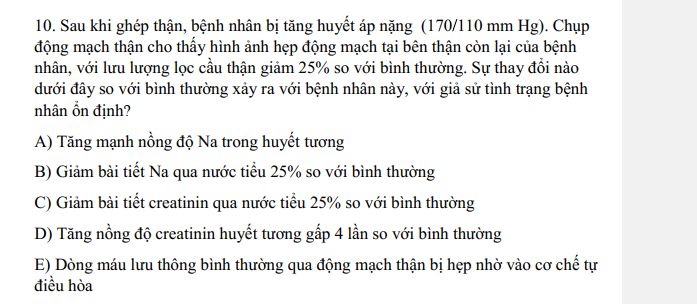 10. Sau khi ghép thận, bệnh nhân bị tăng huyết áp nặng (170/110 mm Hg). Chụp
động mạch thận cho thấy hình ảnh hẹp động mạch tại bên thận còn lại của bệnh
nhân, với lưu lượng lọc cầu thận giảm 25% so với bình thường. Sự thay đổi nào
dưới đây so với bình thường xảy ra với bệnh nhân này, với giả sử tình trạng bệnh
nhân ổn định?
A) Tăng mạnh nồng độ Na trong huyết tương
B) Giảm bài tiết Na qua nước tiểu 25% so với bình thường
C) Giảm bài tiết creatinin qua nước tiểu 25% so với bình thường
D) Tăng nồng độ creatinin huyết tương gấp 4 lần so với bình thường
E) Dòng máu lưu thông bình thường qua động mạch thận bị hẹp nhờ vào cơ chế tự
điều hòa